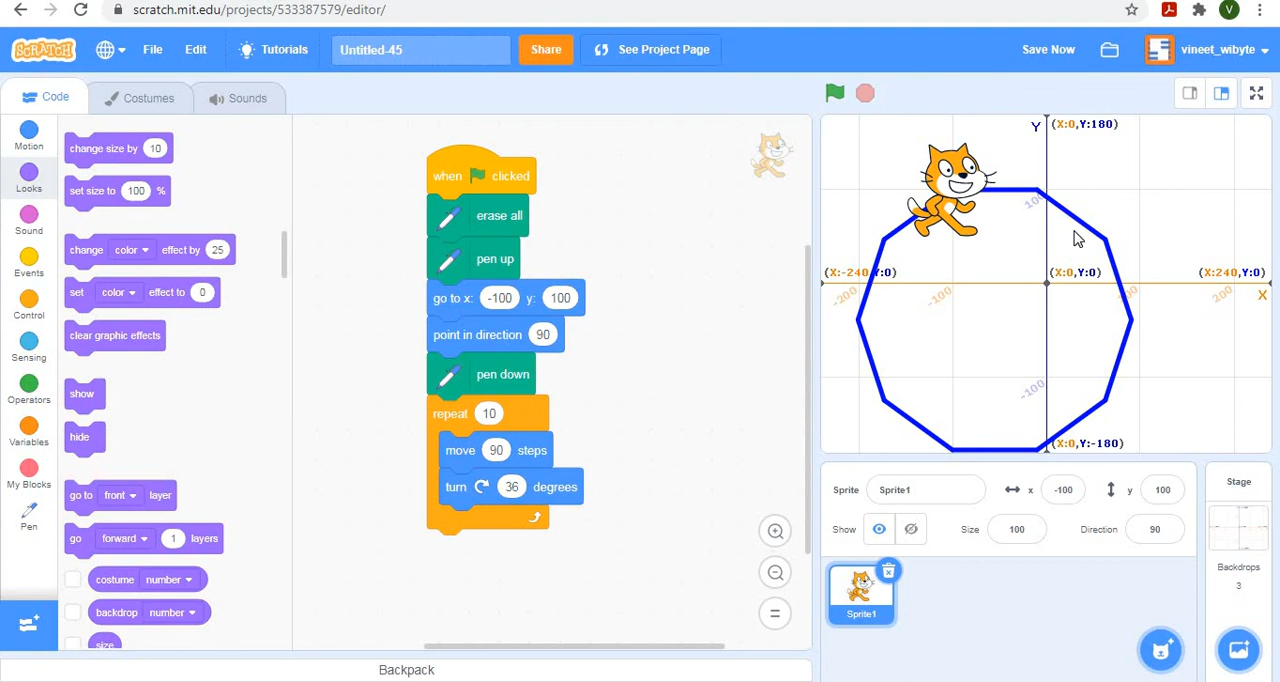 scratch.mit.edu/projects/533387579/editor/
V
SCRATCH File Edit Tutorials Untitled-45 Share See Project Page Save Now vineet_wibyte
Code Costumes Sounds
Motion
Looks
Sound
Events
Control
Sensing
Operators
Variables
My Blocks
Pen
change size by 10
set size to 100 %
change color effect by 25
set color effect to 0
clear graphic effects
show
hide
go to front layer
go forward 1 layers
costume number
backdrop number
size
when clicked
erase all
pen up
go to x: -100 y: 100
point in direction 90
pen down
repeat 10
move 90 steps
turn 36 degrees
Y (X:0,Y:180)
100
(X:-240,Y:0) (X:0,Y:0) (X:240,Y:0)
-200 -100 100 200 X
-100
(X:0,Y:-180)
Sprite Sprite1 x -100 y 100
Show Size 100 Direction 90
Sprite1
Stage
Backdrops
3
Backpack